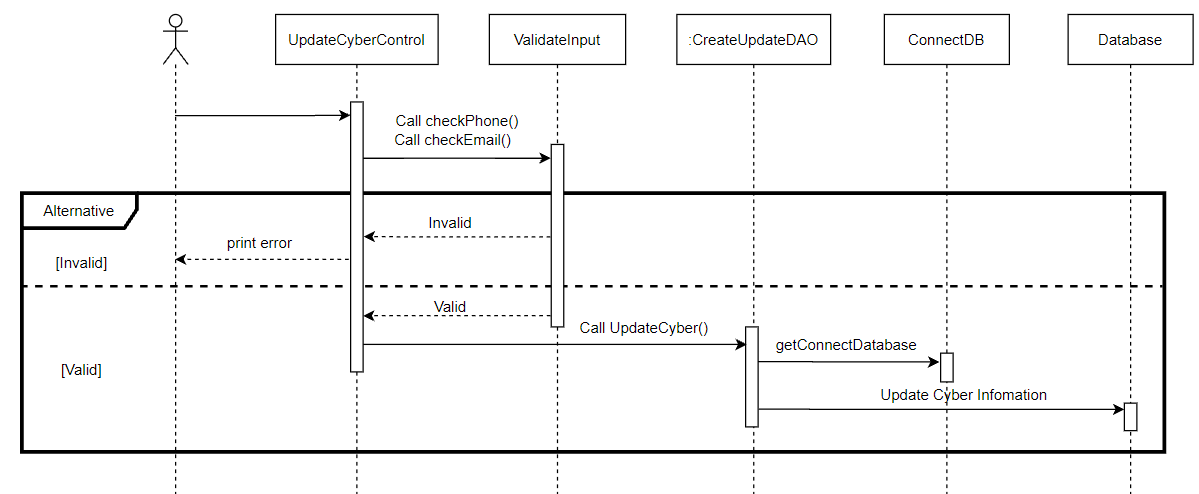 UpdateCyberControl
ValidateInput
:CreateUpdateDAO
ConnectDB
Database
Call checkPhone()
Call checkEmail()
Alternative
Invalid
print error
[Invalid]
Valid
Call UpdateCyber()
getConnectDatabase
[Valid]
Update Cyber Infomation